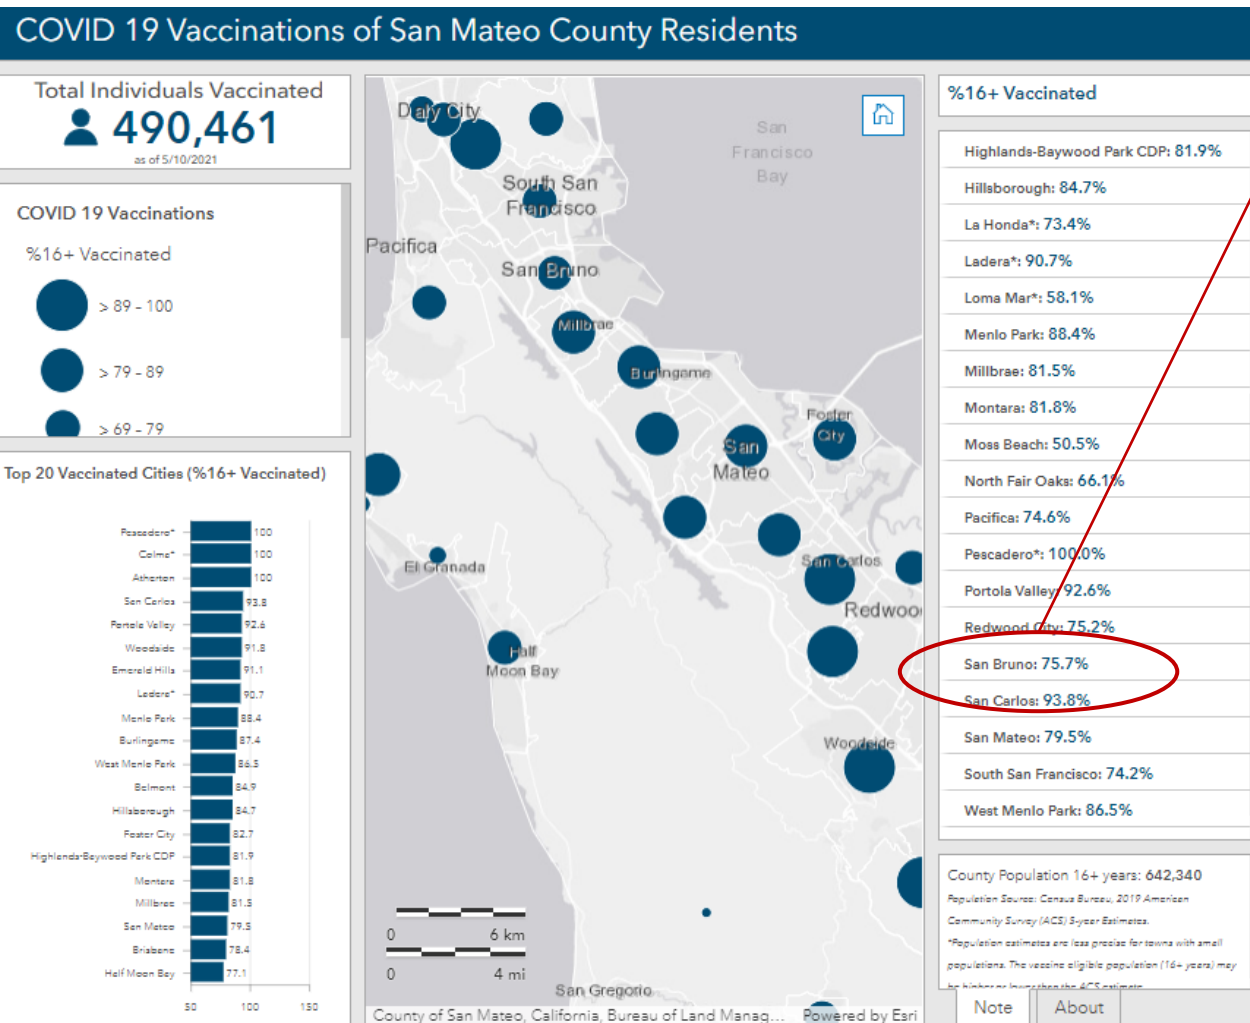 COVID 19 Vaccinations of San Mateo County Residents
Total Individuals Vaccinated
490,461
as of 5/10/2021
COVID 19 Vaccinations
%16+ Vaccinated
> 89 - 100
> 79 - 89
> 69 - 79
Top 20 Vaccinated Cities (%16+ Vaccinated)
Pescadero* 100
Colma* 100
Atherton 100
San Carlos 93.8
Portola Valley 92.6
Woodside 91.8
Emerald Hills 91.1
Ladera* 90.7
Menlo Park 88.4
Burlingame 87.4
West Menlo Park 86.5
Belmont 84.9
Hillsborough 84.7
Foster City 82.7
Highlands-Baywood Park CDP 81.9
Montara 81.8
Millbrae 81.5
San Mateo 79.5
Brisbane 78.4
Half Moon Bay 77.1
50 100 150
Daly City
San
Francisco
Bay
South San
Francisco
Pacifica
San Bruno
Millbrae
Burlingame
Foster
City
San
Mateo
El Granada
San Carlos
Redwoo
Half
Moon Bay
Woodside
0 6 km
0 4 mi
San Gregorio
County of San Mateo, California, Bureau of Land Manag... Powered by Esri
%16+ Vaccinated
Highlands-Baywood Park CDP: 81.9%
Hillsborough: 84.7%
La Honda*: 73.4%
Ladera*: 90.7%
Loma Mar*: 58.1%
Menlo Park: 88.4%
Millbrae: 81.5%
Montara: 81.8%
Moss Beach: 50.5%
North Fair Oaks: 66.1%
Pacifica: 74.6%
Pescadero*: 100.0%
Portola Valley: 92.6%
Redwood City: 75.2%
San Bruno: 75.7%
San Carlos: 93.8%
San Mateo: 79.5%
South San Francisco: 74.2%
West Menlo Park: 86.5%
County Population 16+ years: 642,340
Population Source: Census Bureau, 2019 American
Community Survey (ACS) 5-year Estimates.
*Population estimates are less precise for towns with small
populations. The vaccine eligible population (16+ years) may
be higher or lower than the ACS estimate
Note About